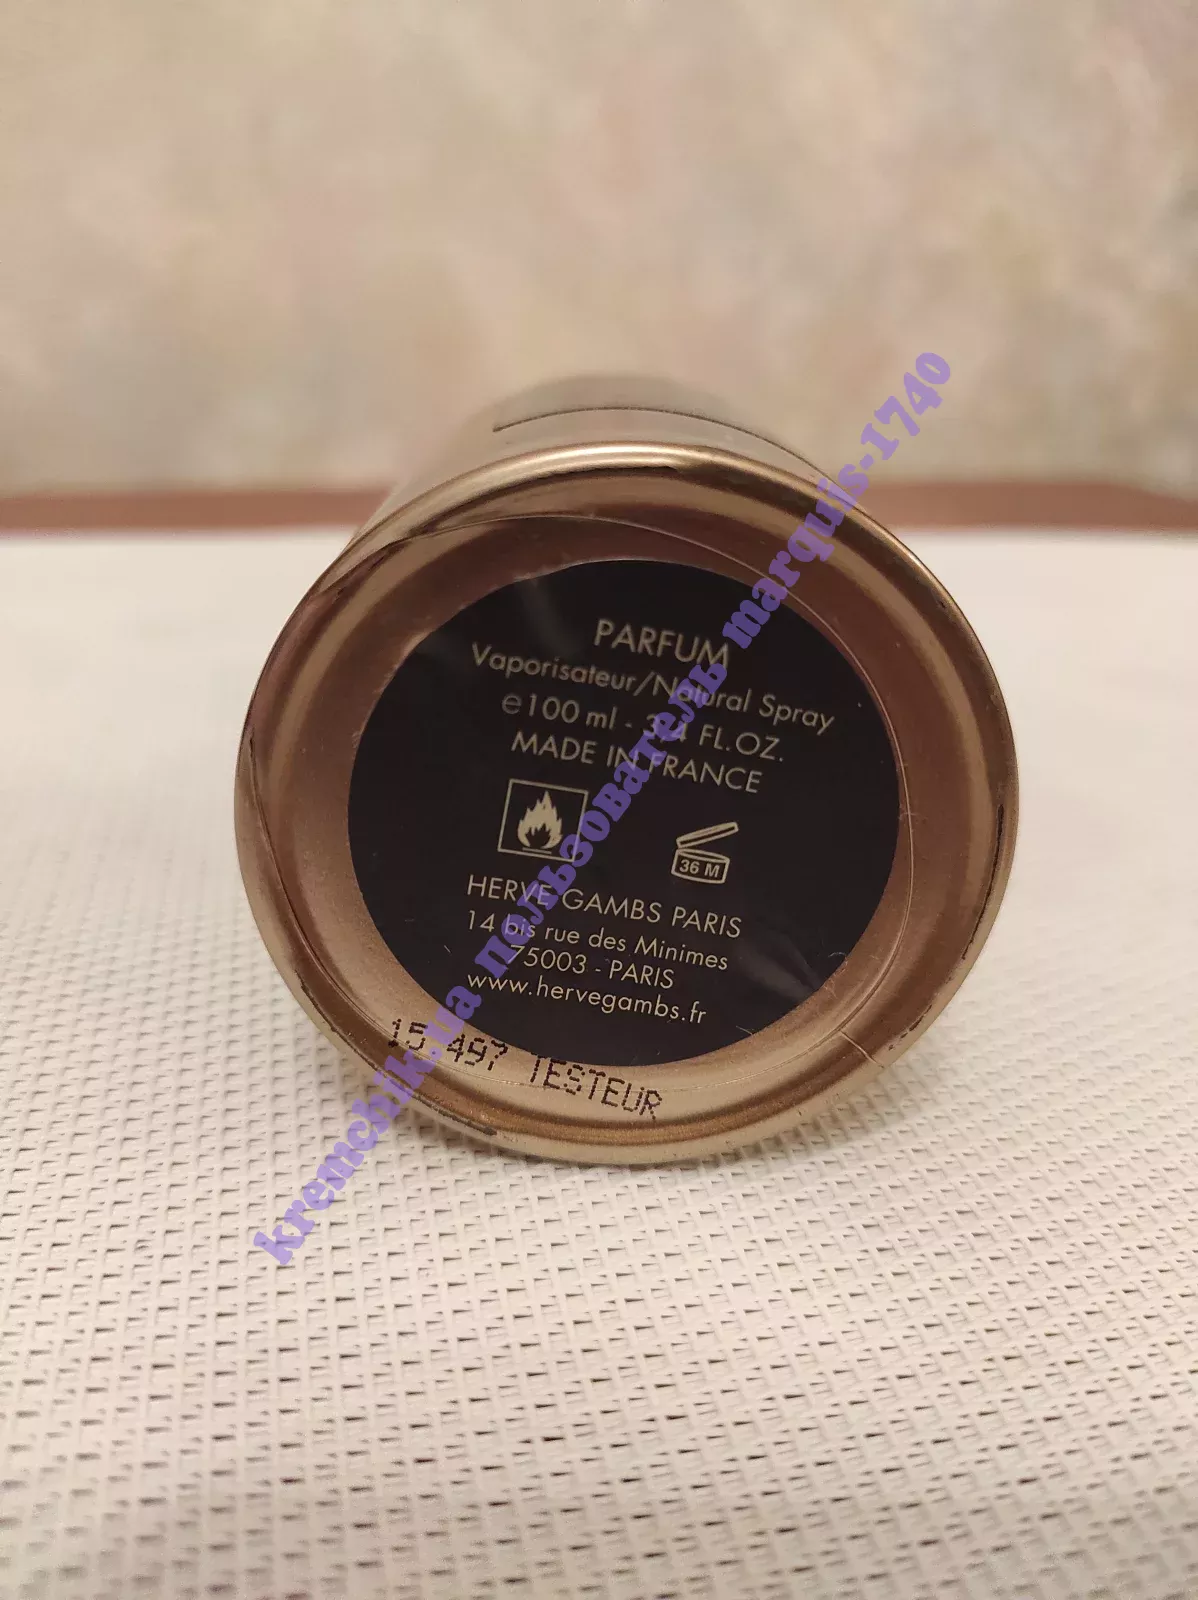 PARFUM
Vaporisateur/Natural Spray
e100 ml - 3,4 FL.OZ.
MADE IN FRANCE
36 M
HERVE GAMBS PARIS
14 bis rue des Minimes
75003 - PARIS
www.hervegambs.fr
15 497 TESTEUR
kremchik.ua пользователь marquis-1740